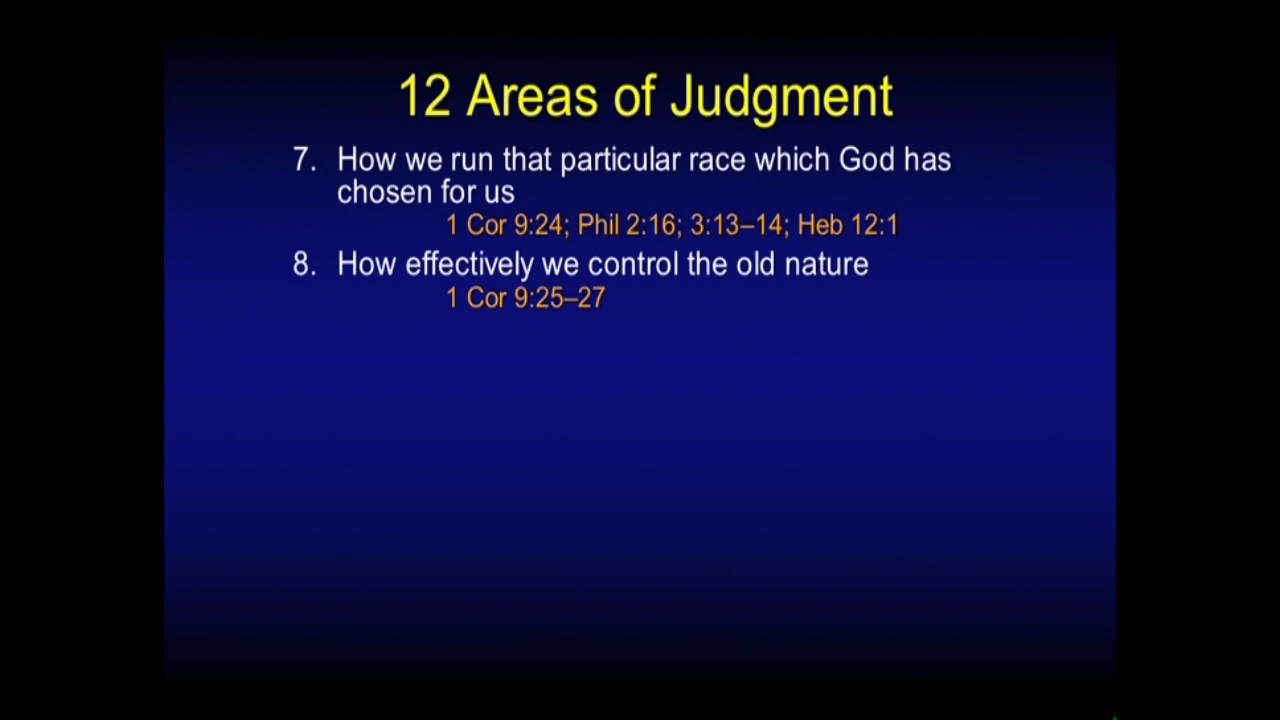 12 Areas of Judgment
7. How we run that particular race which God has
chosen for us
1 Cor 9:24; Phil 2:16; 3:13–14; Heb 12:1
8. How effectively we control the old nature
1 Cor 9:25–27